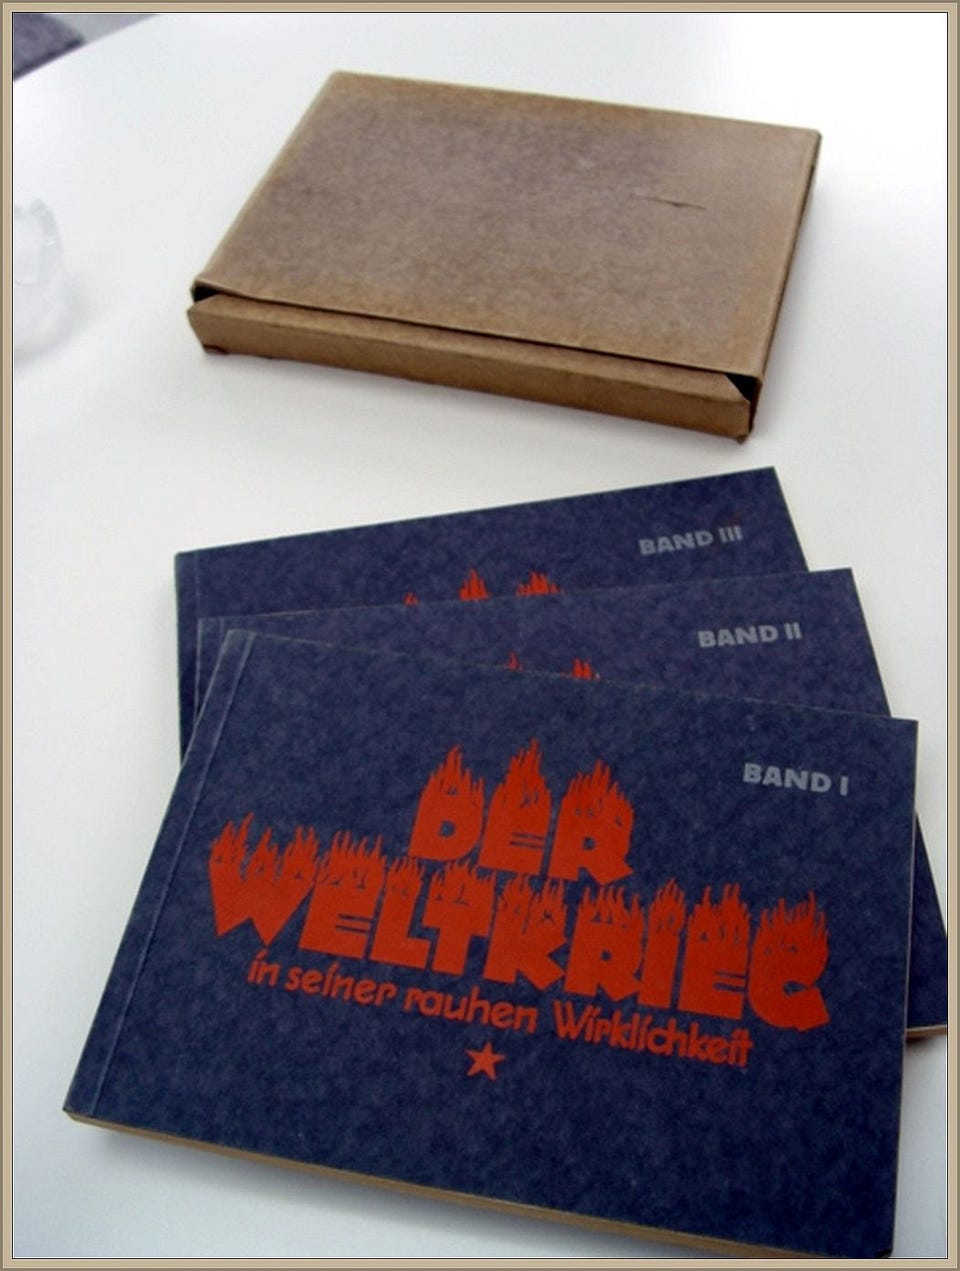 BAND III
BAND II
BAND I
DER
WELTKRIEG
in seiner rauhen Wirklichkeit